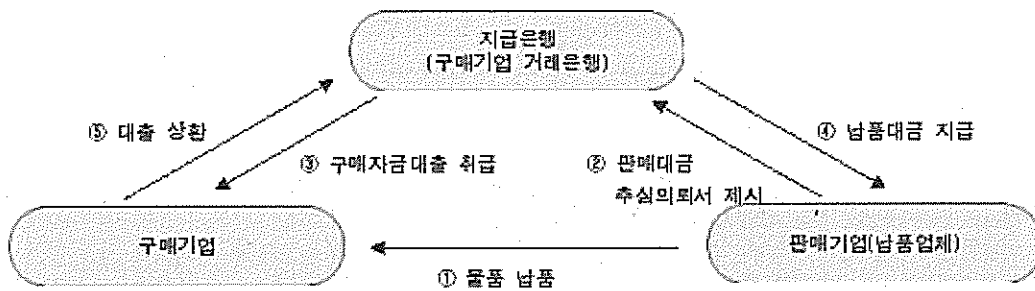 지급은행
(구매기업 거래은행)
⑤ 대출 상환
④ 납품대금 지급
③ 구매자금대출 취급
② 판매대금
추심의뢰서 제시
구매기업
판매기업(납품업체)
① 물품 납품